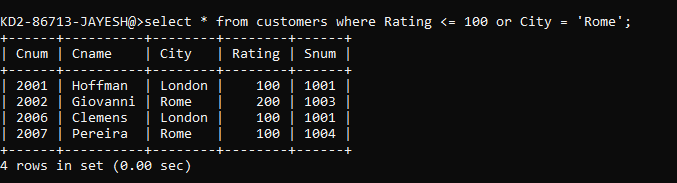 KD2-86713-JAYESH@>select * from customers where Rating <= 100 or City = 'Rome';
+------+----------+--------+--------+------+
| Cnum | Cname    | City   | Rating | Snum |
+------+----------+--------+--------+------+
| 2001 | Hoffman  | London |    100 | 1001 |
| 2002 | Giovanni | Rome   |    200 | 1003 |
| 2006 | Clemens  | London |    100 | 1001 |
| 2007 | Pereira  | Rome   |    100 | 1004 |
+------+----------+--------+--------+------+
4 rows in set (0.00 sec)